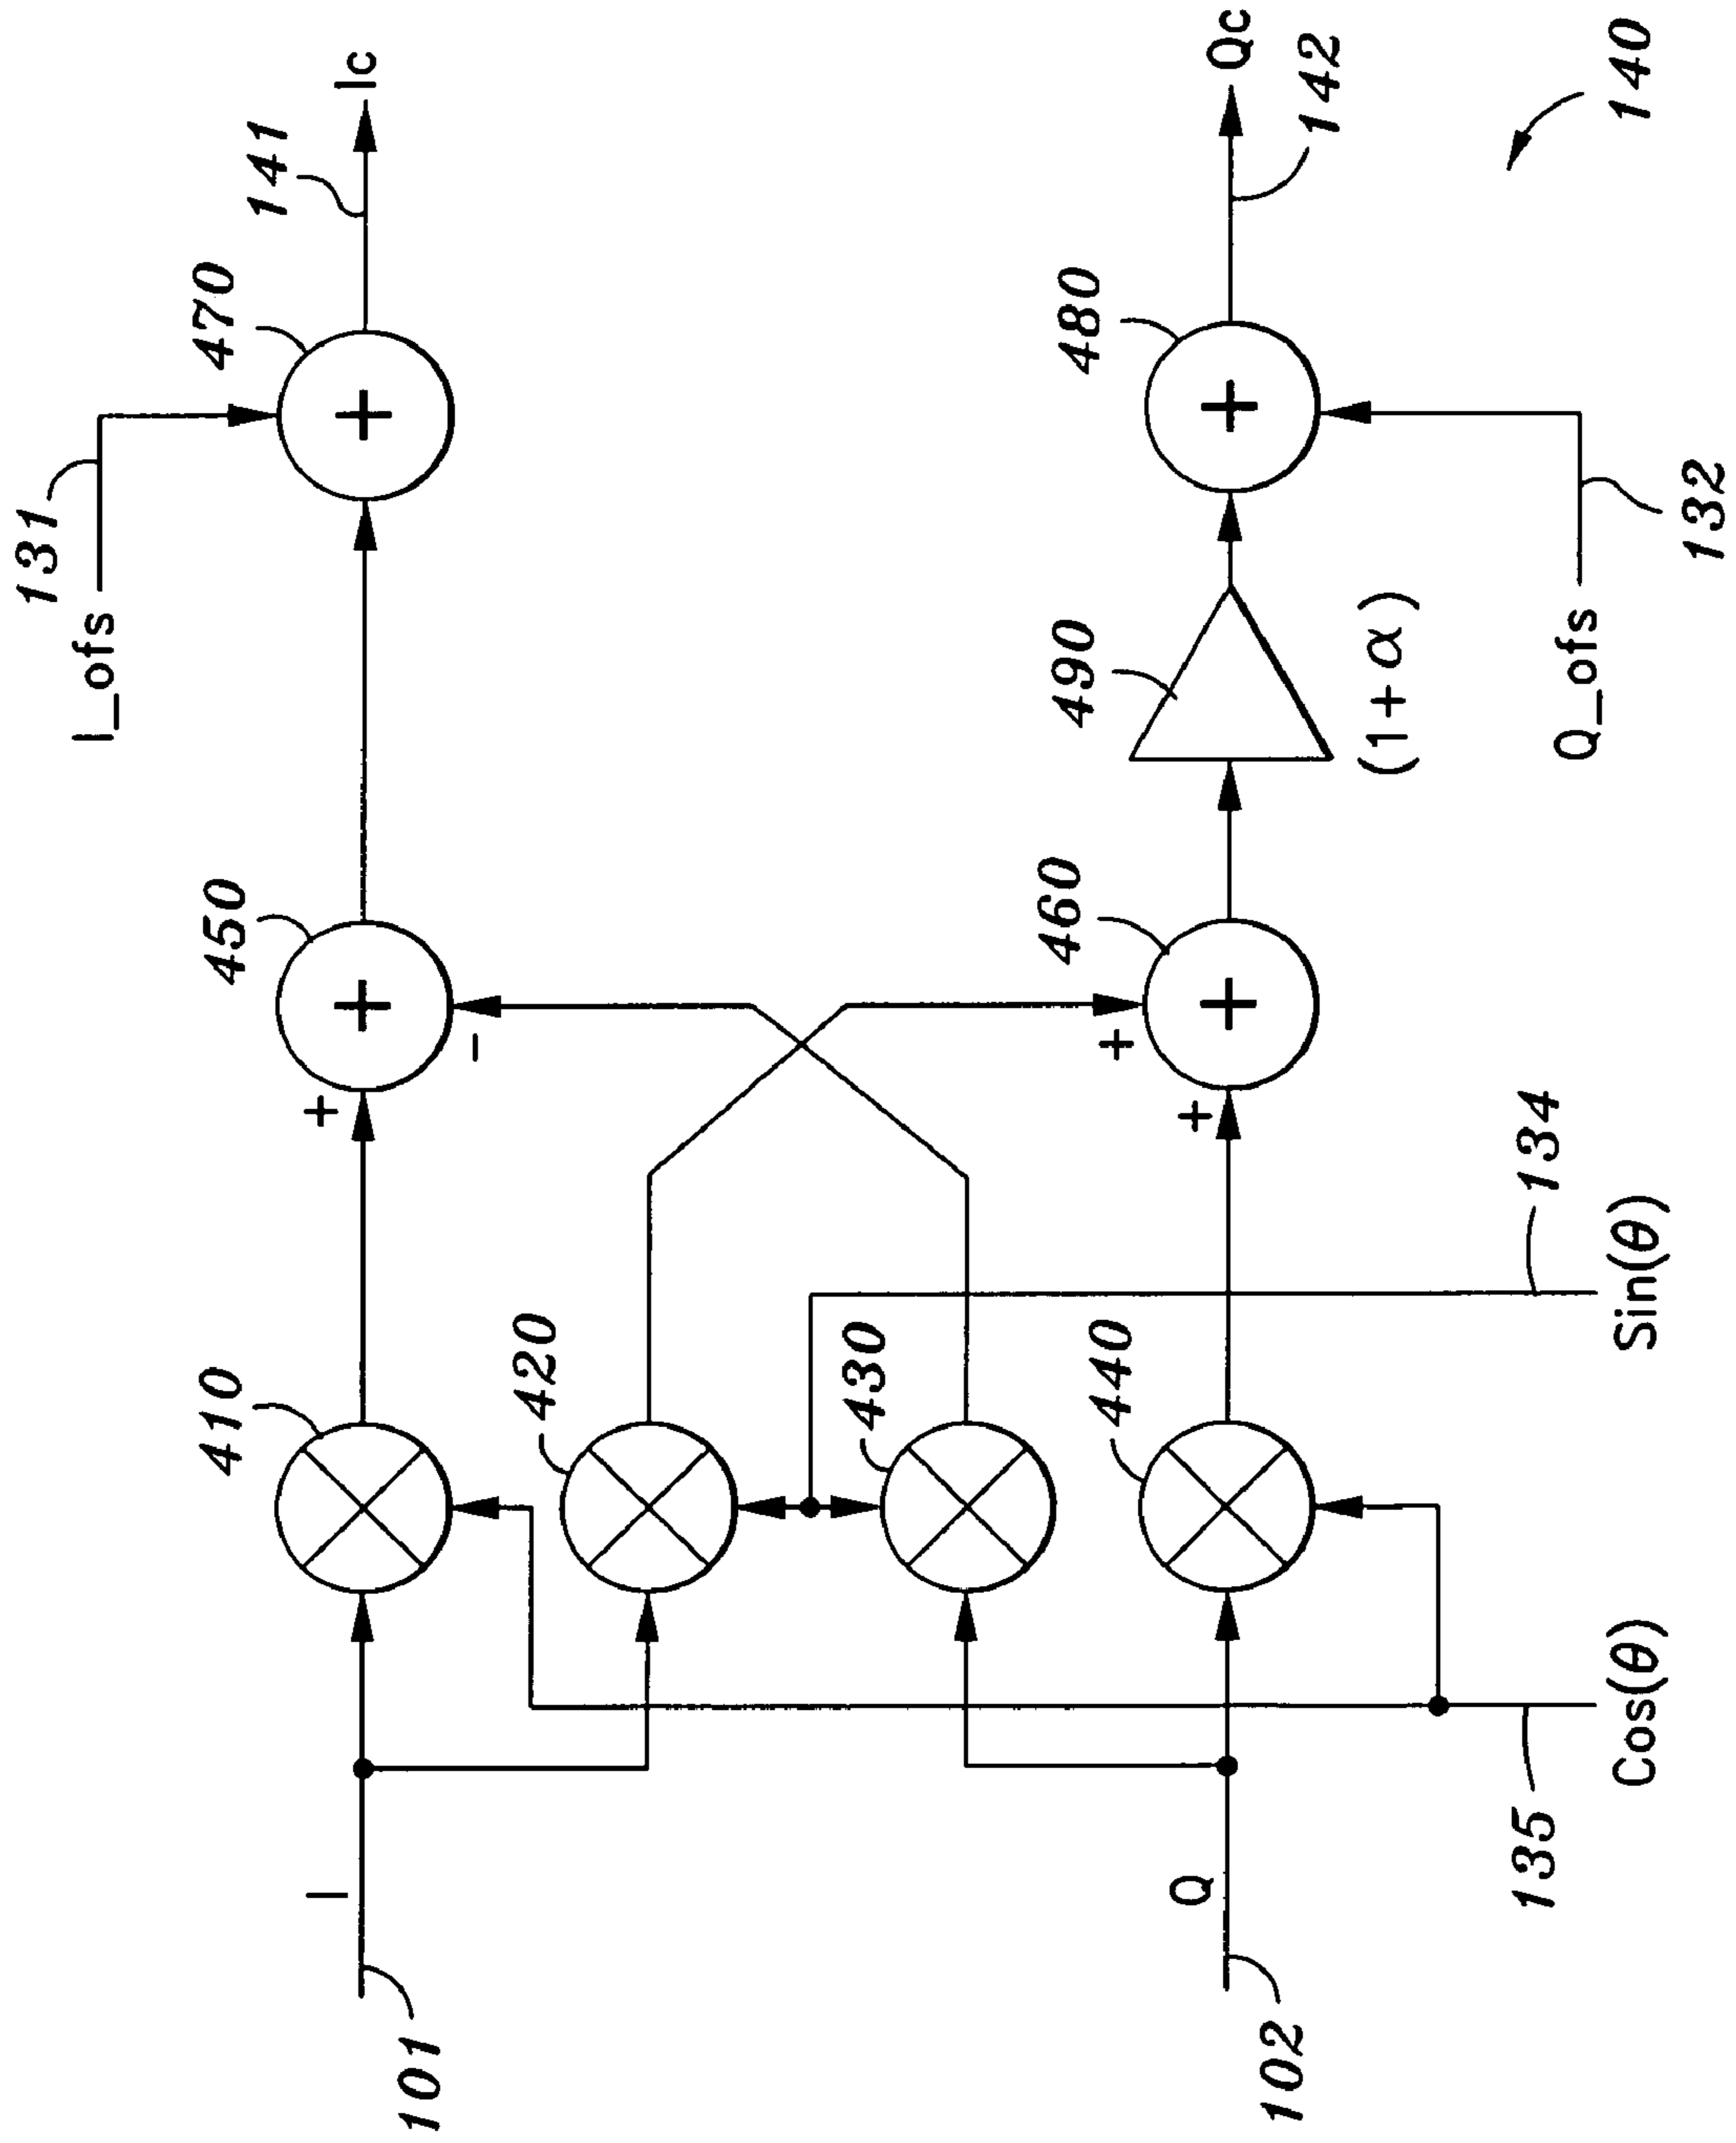 131
I_ofs
470
141
Ic
450
+
+
+
-
410
I
101
420
430
+
+
+
460
490
(1+α)
480
+
Qc
142
440
Q
102
Q_ofs
132
134
Sin(θ)
135
Cos(θ)
140